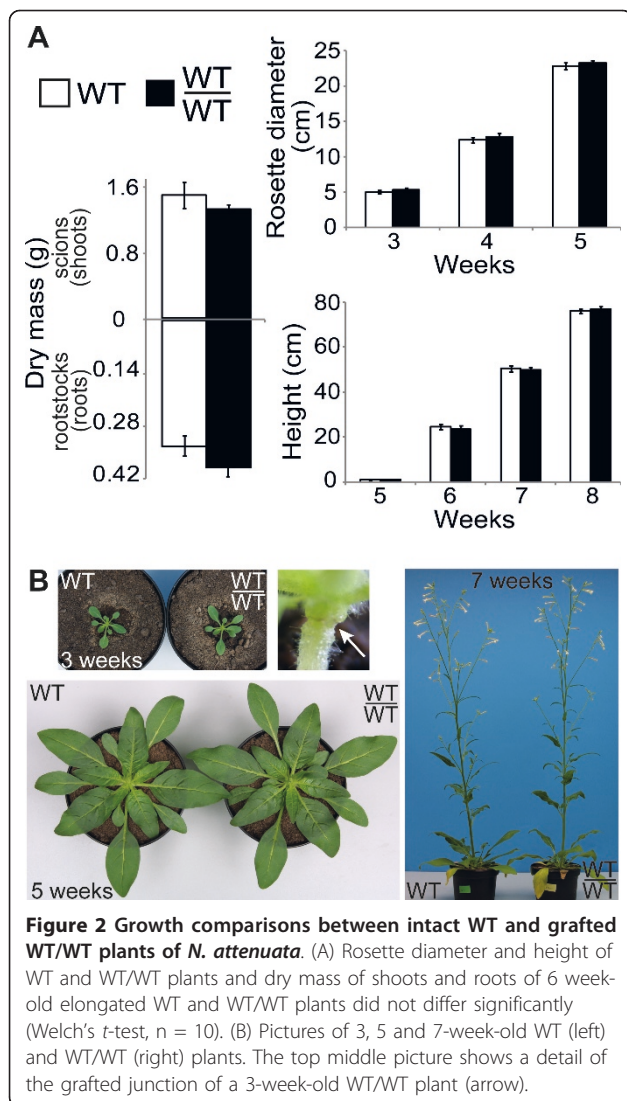 A
WT
WT
WT
Dry mass (g)
scions
(shoots)
rootstocks
(roots)
1.6
0.8
0
0.14
0.28
0.42
Rosette diameter
(cm)
25
20
15
10
5
0
3 4 5
Weeks
Height (cm)
80
60
40
20
0
5 6 7 8
Weeks
B
WT
WT
WT
3 weeks
WT
WT
WT
5 weeks
7 weeks
WT
WT
WT
Figure 2 Growth comparisons between intact WT and grafted
WT/WT plants of N. attenuata. (A) Rosette diameter and height of
WT and WT/WT plants and dry mass of shoots and roots of 6 week-
old elongated WT and WT/WT plants did not differ significantly
(Welch's t-test, n = 10). (B) Pictures of 3, 5 and 7-week-old WT (left)
and WT/WT (right) plants. The top middle picture shows a detail of
the grafted junction of a 3-week-old WT/WT plant (arrow).